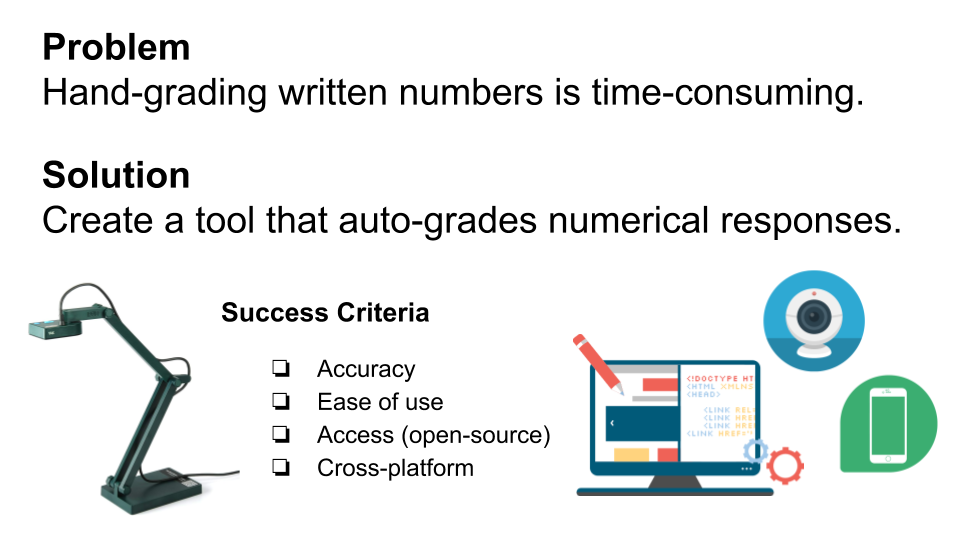 Problem
Hand-grading written numbers is time-consuming.
Solution
Create a tool that auto-grades numerical responses.
Success Criteria
❏ Accuracy
❏ Ease of use
❏ Access (open-source)
❏ Cross-platform
<!DOCTYPE HT
<HTML XMLNS
<HEAD>
<LINK REL
<LINK HRE
<LINK HRE
<LINK HREF="